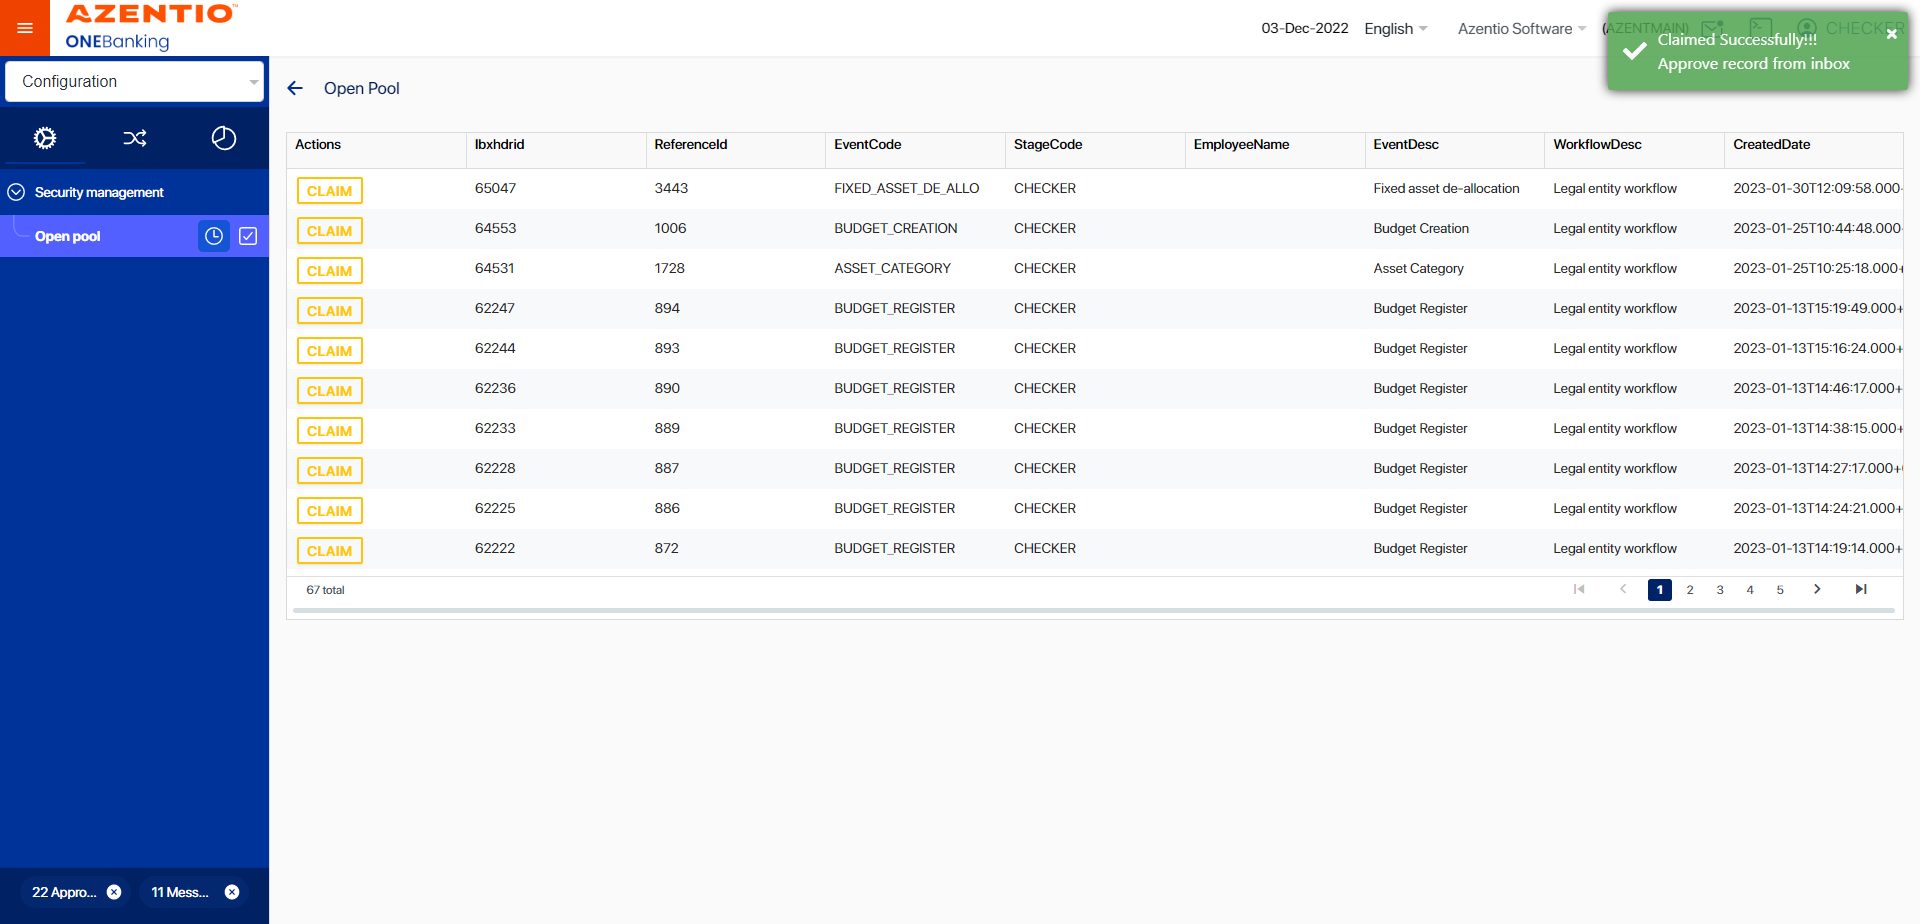 AZENTIO™
ONEBanking
03-Dec-2022 English Azentio Software (AZENTMAIN) CHECKER
Claimed Successfully!!!
Approve record from inbox
Configuration
Security management
Open pool
Open Pool
Actions Ibxhdrid ReferenceId EventCode StageCode EmployeeName EventDesc WorkflowDesc CreatedDate
CLAIM 65047 3443 FIXED_ASSET_DE_ALLO CHECKER Fixed asset de-allocation Legal entity workflow 2023-01-30T12:09:58.000
CLAIM 64553 1006 BUDGET_CREATION CHECKER Budget Creation Legal entity workflow 2023-01-25T10:44:48.000
CLAIM 64531 1728 ASSET_CATEGORY CHECKER Asset Category Legal entity workflow 2023-01-25T10:25:18.000+
CLAIM 62247 894 BUDGET_REGISTER CHECKER Budget Register Legal entity workflow 2023-01-13T15:19:49.000+
CLAIM 62244 893 BUDGET_REGISTER CHECKER Budget Register Legal entity workflow 2023-01-13T15:16:24.000+
CLAIM 62236 890 BUDGET_REGISTER CHECKER Budget Register Legal entity workflow 2023-01-13T14:46:17.000+
CLAIM 62233 889 BUDGET_REGISTER CHECKER Budget Register Legal entity workflow 2023-01-13T14:38:15.000+
CLAIM 62228 887 BUDGET_REGISTER CHECKER Budget Register Legal entity workflow 2023-01-13T14:27:17.000+
CLAIM 62225 886 BUDGET_REGISTER CHECKER Budget Register Legal entity workflow 2023-01-13T14:24:21.000+
CLAIM 62222 872 BUDGET_REGISTER CHECKER Budget Register Legal entity workflow 2023-01-13T14:19:14.000+
67 total 1 2 3 4 5
22 Appro... 11 Mess...